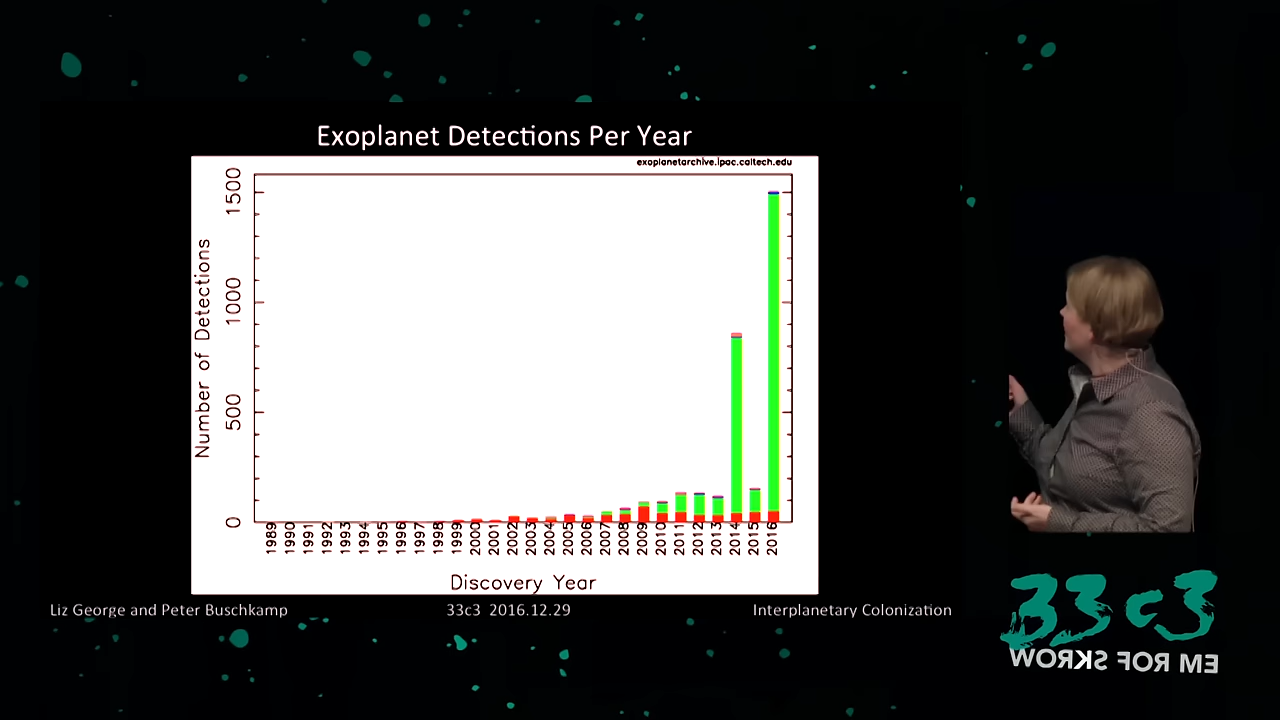 Exoplanet Detections Per Year
exoplanetarchive.ipac.caltech.edu
1500
1000
500
0
Number of Detections
1989 1990 1991 1992 1993 1994 1995 1996 1997 1998 1999 2000 2001 2002 2003 2004 2005 2006 2007 2008 2009 2010 2011 2012 2013 2014 2015 2016
Discovery Year
Liz George and Peter Buschkamp 33c3 2016.12.29 Interplanetary Colonization
33c3
WORKS FOR ME